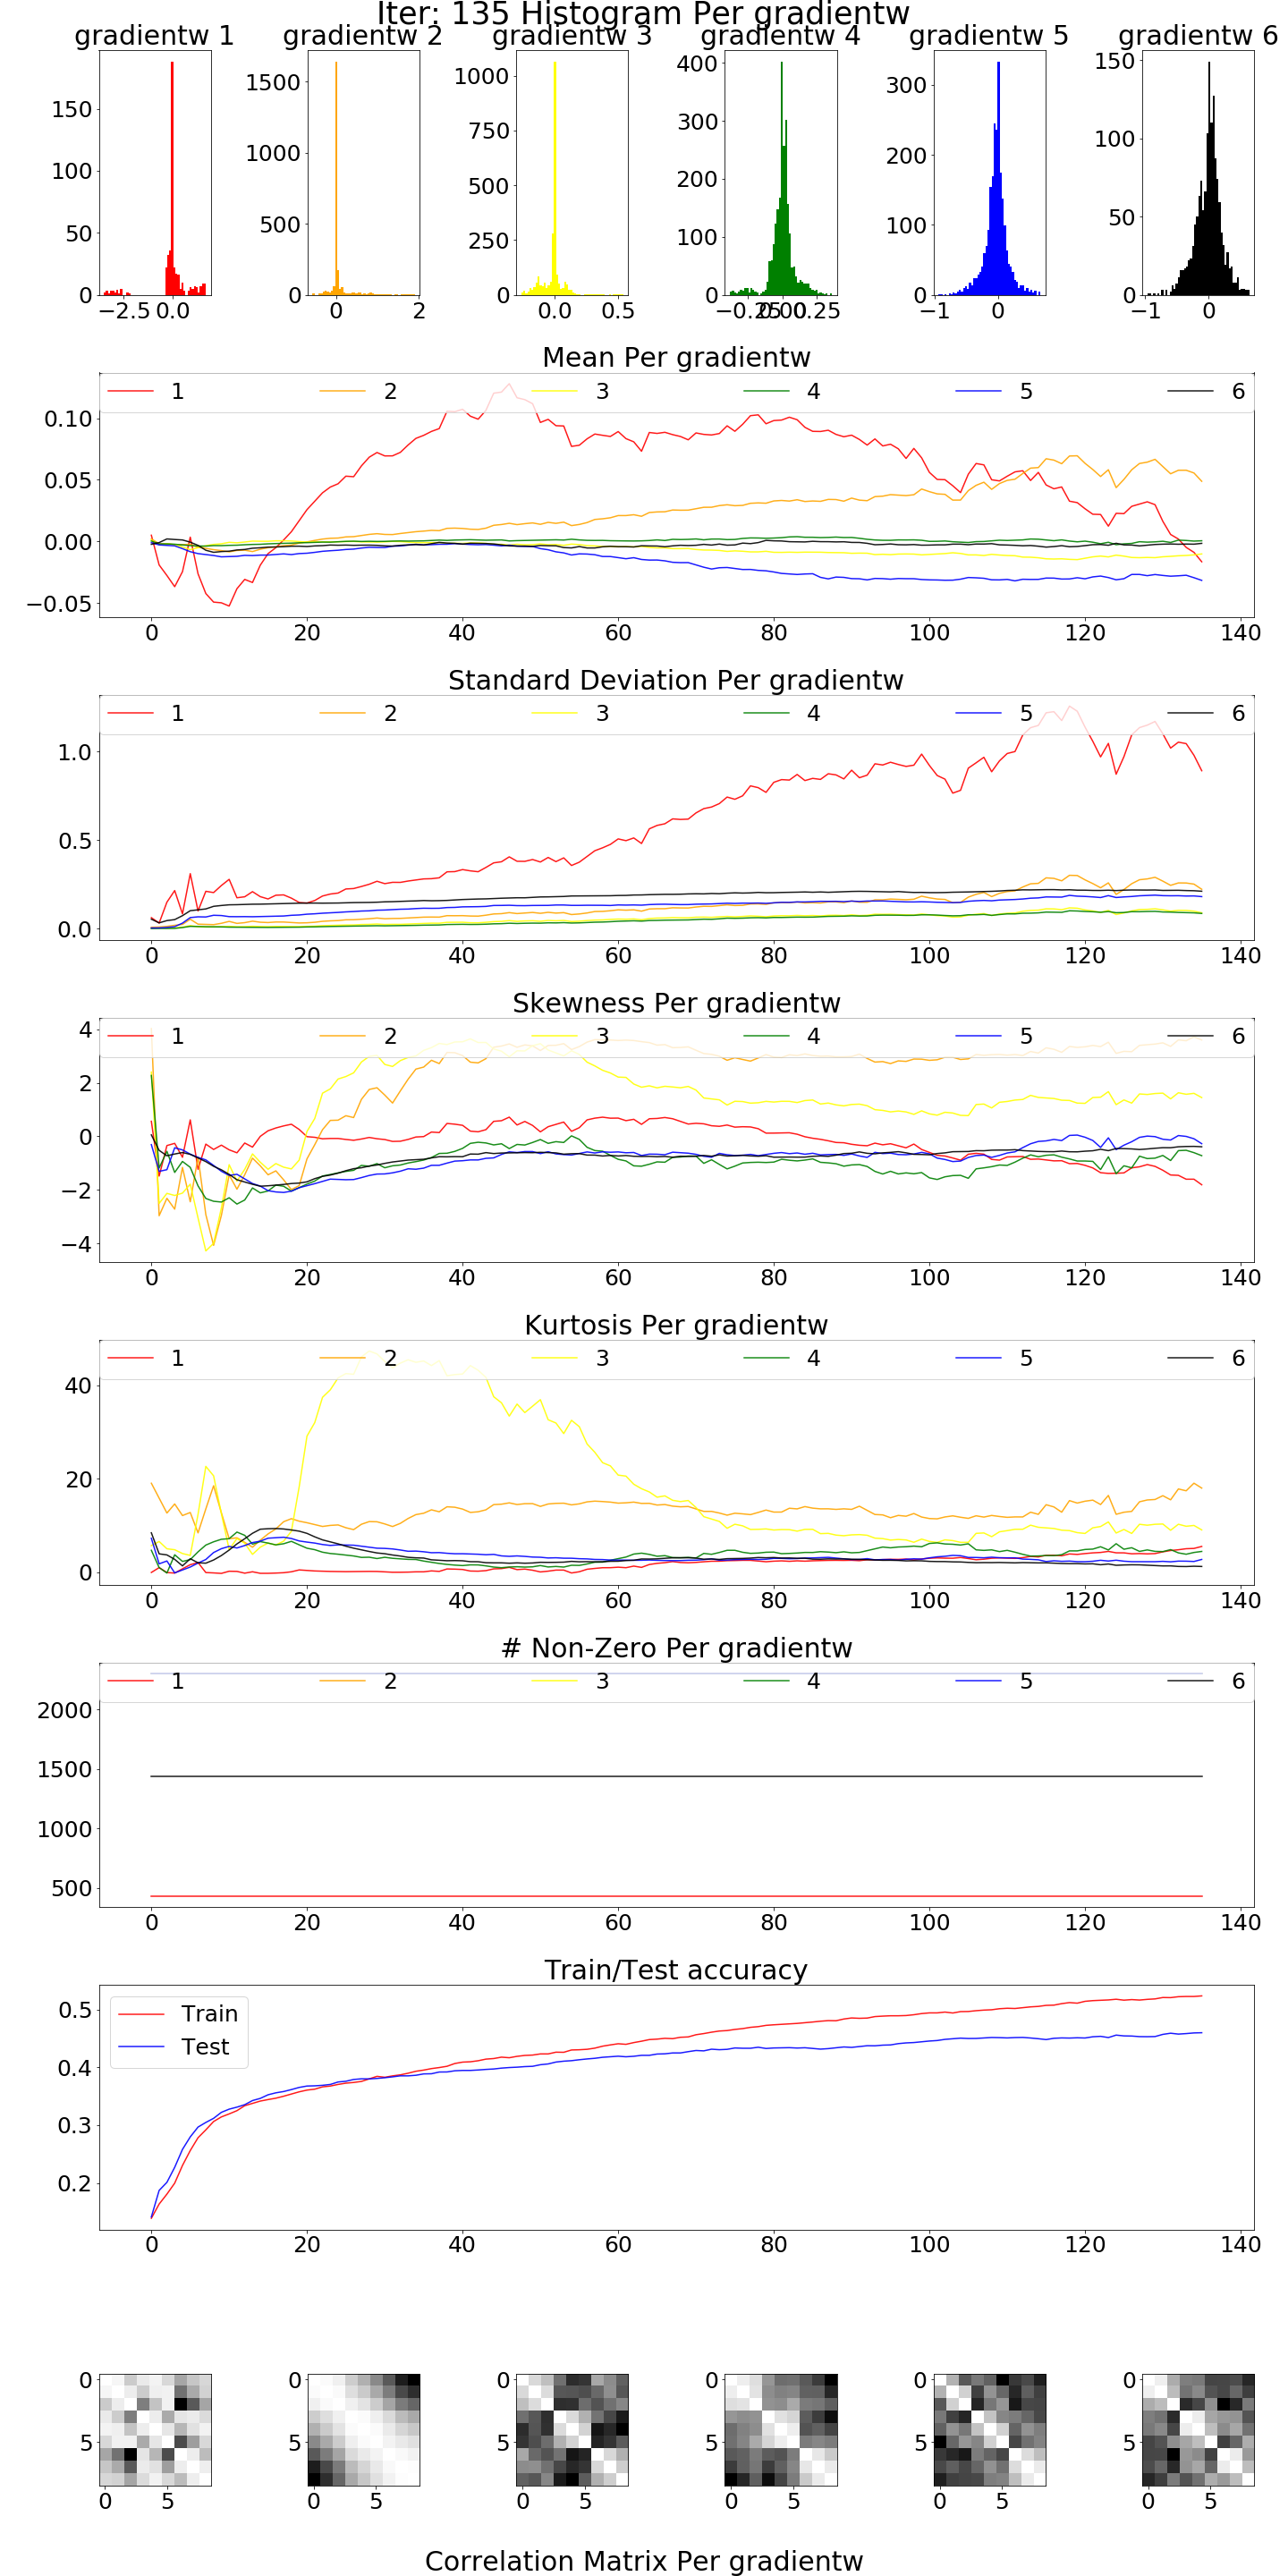 Iter: 135 Histogram Per gradientw
gradientw 1 gradientw 2 gradientw 3 gradientw 4 gradientw 5 gradientw 6
150 100 50 0
−2.5 0.0
1500 1000 500 0
0 2
1000 750 500 250 0
0.0 0.5
400 300 200 100 0
−0.25 0.00 0.25
300 200 100 0
−1 0
150 100 50 0
−1 0
Mean Per gradientw
1 2 3 4 5 6
0.10
0.05
0.00
−0.05
0 20 40 60 80 100 120 140
Standard Deviation Per gradientw
1 2 3 4 5 6
1.0
0.5
0.0
0 20 40 60 80 100 120 140
Skewness Per gradientw
1 2 3 4 5 6
4
2
0
−2
−4
0 20 40 60 80 100 120 140
Kurtosis Per gradientw
1 2 3 4 5 6
40
20
0
0 20 40 60 80 100 120 140
# Non-Zero Per gradientw
1 2 3 4 5 6
2000
1500
1000
500
0 20 40 60 80 100 120 140
Train/Test accuracy
Train
Test
0.5
0.4
0.3
0.2
0 20 40 60 80 100 120 140
0 0 0 0 0 0
5 5 5 5 5 5
0 5 0 5 0 5 0 5 0 5 0 5
Correlation Matrix Per gradientw